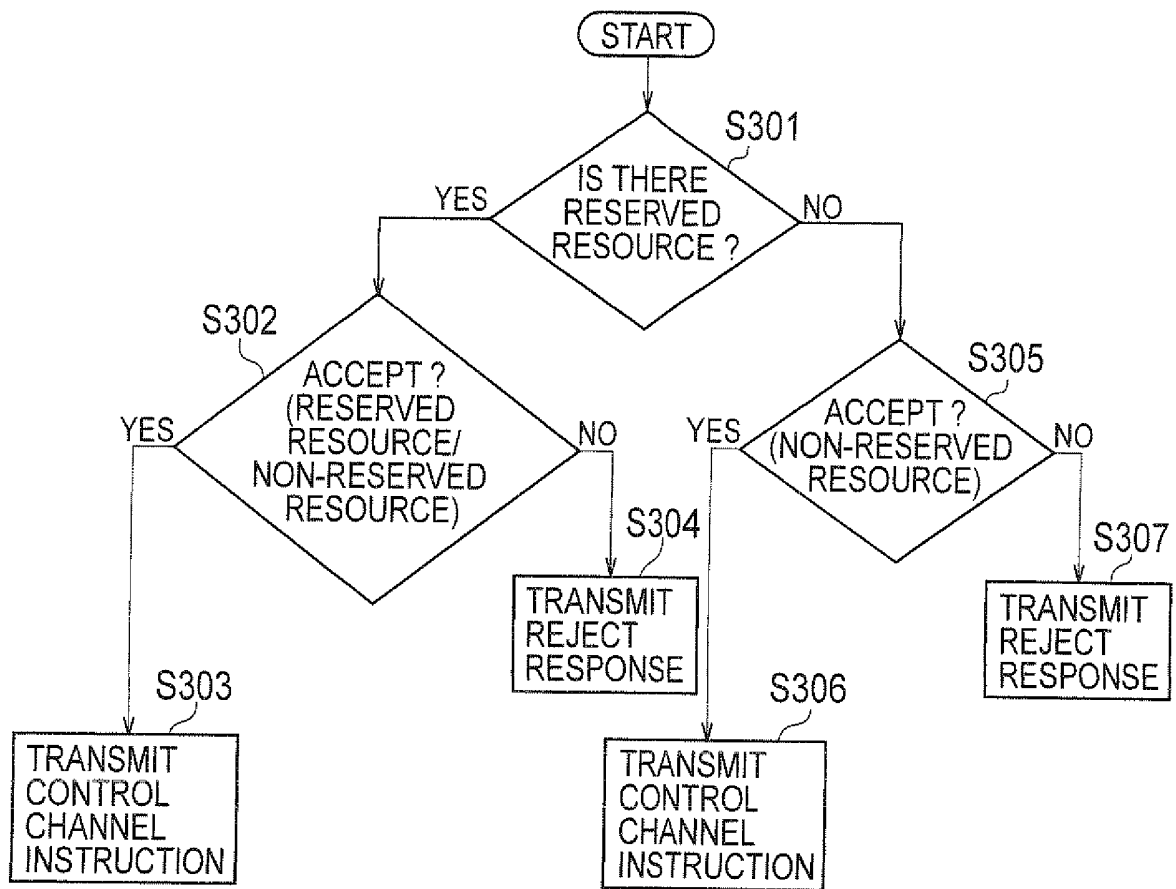 START
S301
IS THERE
RESERVED
RESOURCE ?
YES
NO
S302
ACCEPT ?
(RESERVED
RESOURCE/
NON-RESERVED
RESOURCE)
YES
NO
S305
ACCEPT ?
(NON-RESERVED
RESOURCE)
YES
NO
S304
TRANSMIT
REJECT
RESPONSE
S307
TRANSMIT
REJECT
RESPONSE
S303
TRANSMIT
CONTROL
CHANNEL
INSTRUCTION
S306
TRANSMIT
CONTROL
CHANNEL
INSTRUCTION